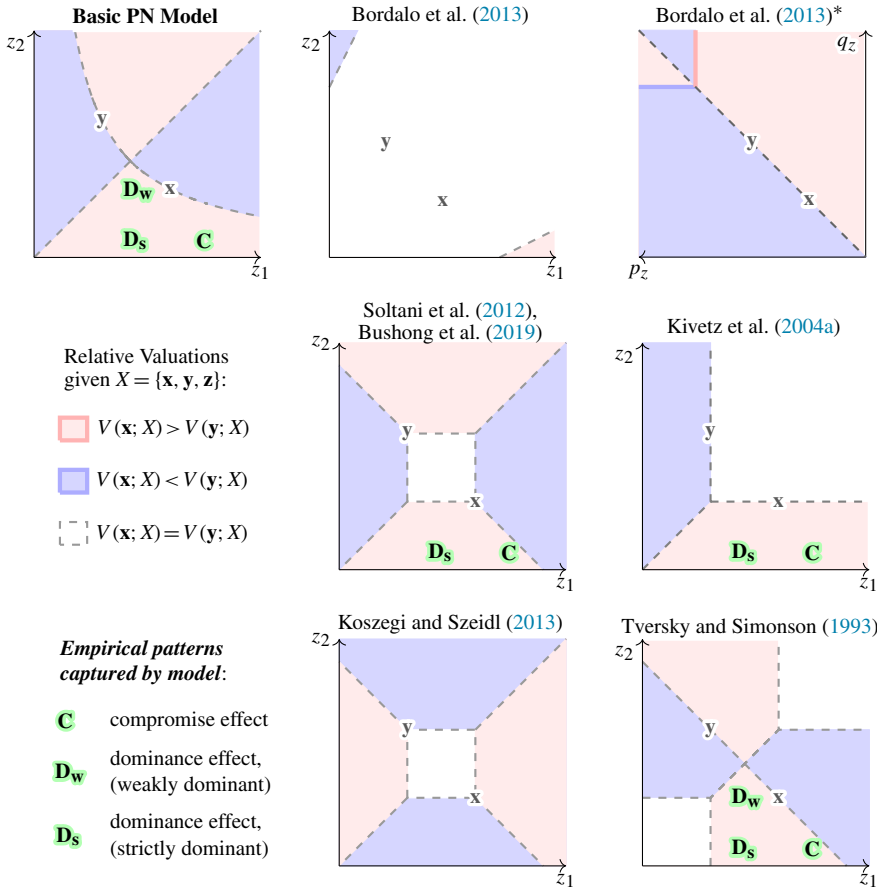 Basic PN Model
z2
y
x
Dw
Ds
C
z1
Bordalo et al. (2013)
z2
y
x
z1
Bordalo et al. (2013)*
qz
y
x
pz
Relative Valuations
given X = {x, y, z}:
V(x; X) > V(y; X)
V(x; X) < V(y; X)
V(x; X) = V(y; X)
Soltani et al. (2012),
Bushong et al. (2019)
z2
y
x
Ds
C
z1
Kivetz et al. (2004a)
z2
y
x
Ds
C
z1
Empirical patterns
captured by model:
C compromise effect
Dw dominance effect,
(weakly dominant)
Ds dominance effect,
(strictly dominant)
Koszegi and Szeidl (2013)
z2
y
x
z1
Tversky and Simonson (1993)
z2
y
Dw
x
Ds
C
z1